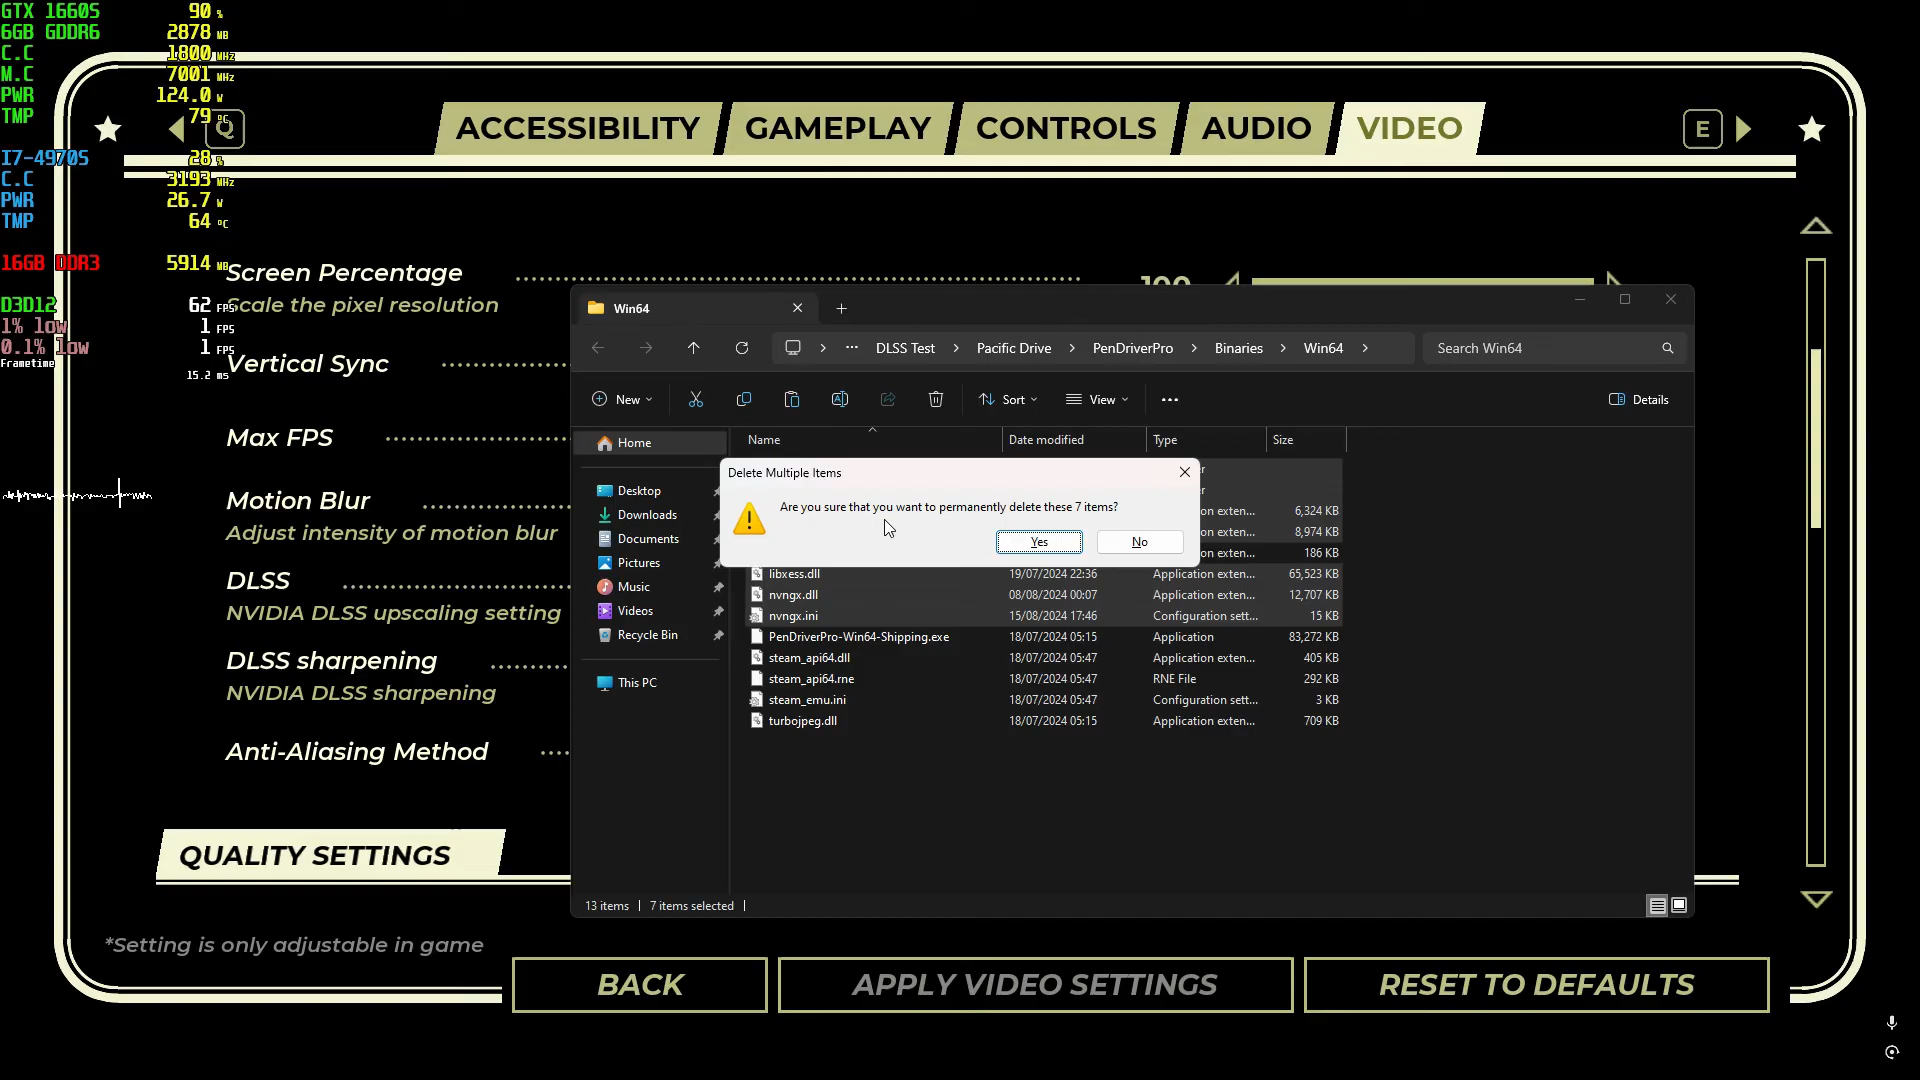 GTX 1660S 90 %
6GB GDDR6 2878 MB
C.C 1800 MHz
M.C 7001 MHz
PWR 124.0 W
TMP 79 °C
I7-4970S 28 %
C.C 3193 MHz
PWR 26.7 W
TMP 64 °C
16GB DDR3 5914 MB
D3D12 62 FPS
1% low 1 FPS
0.1% low 1 FPS
Frametime
15.2 ms
Q
ACCESSIBILITY GAMEPLAY CONTROLS AUDIO VIDEO
E
Screen Percentage 100
Scale the pixel resolution
Vertical Sync
Max FPS
Motion Blur
Adjust intensity of motion blur
DLSS
NVIDIA DLSS upscaling setting
DLSS sharpening
NVIDIA DLSS sharpening
Anti-Aliasing Method
QUALITY SETTINGS
*Setting is only adjustable in game
BACK APPLY VIDEO SETTINGS RESET TO DEFAULTS
Win64
... DLSS Test > Pacific Drive > PenDriverPro > Binaries > Win64 >
Search Win64
New Sort View ... Details
Home
Desktop
Downloads
Documents
Pictures
Music
Videos
Recycle Bin
This PC
Name Date modified Type Size
Delete Multiple Items
Are you sure that you want to permanently delete these 7 items?
Yes No
er
er
on exten... 6,324 KB
on exten... 8,974 KB
on exten... 186 KB
libxess.dll 19/07/2024 22:36 Application exten... 65,523 KB
nvngx.dll 08/08/2024 00:07 Application exten... 12,707 KB
nvngx.ini 15/08/2024 17:46 Configuration sett... 15 KB
PenDriverPro-Win64-Shipping.exe 18/07/2024 05:15 Application 83,272 KB
steam_api64.dll 18/07/2024 05:47 Application exten... 405 KB
steam_api64.rne 18/07/2024 05:47 RNE File 292 KB
steam_emu.ini 18/07/2024 05:47 Configuration sett... 3 KB
turbojpeg.dll 18/07/2024 05:15 Application exten... 709 KB
13 items 7 items selected